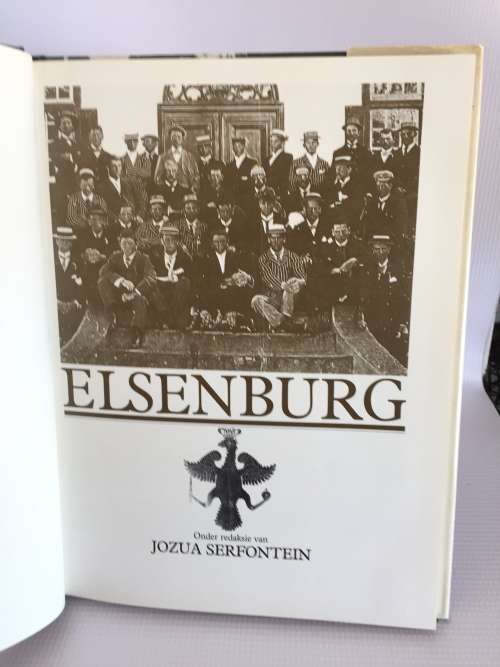 ELSENBURG
Onder redaksie van
JOZUA SERFONTEIN